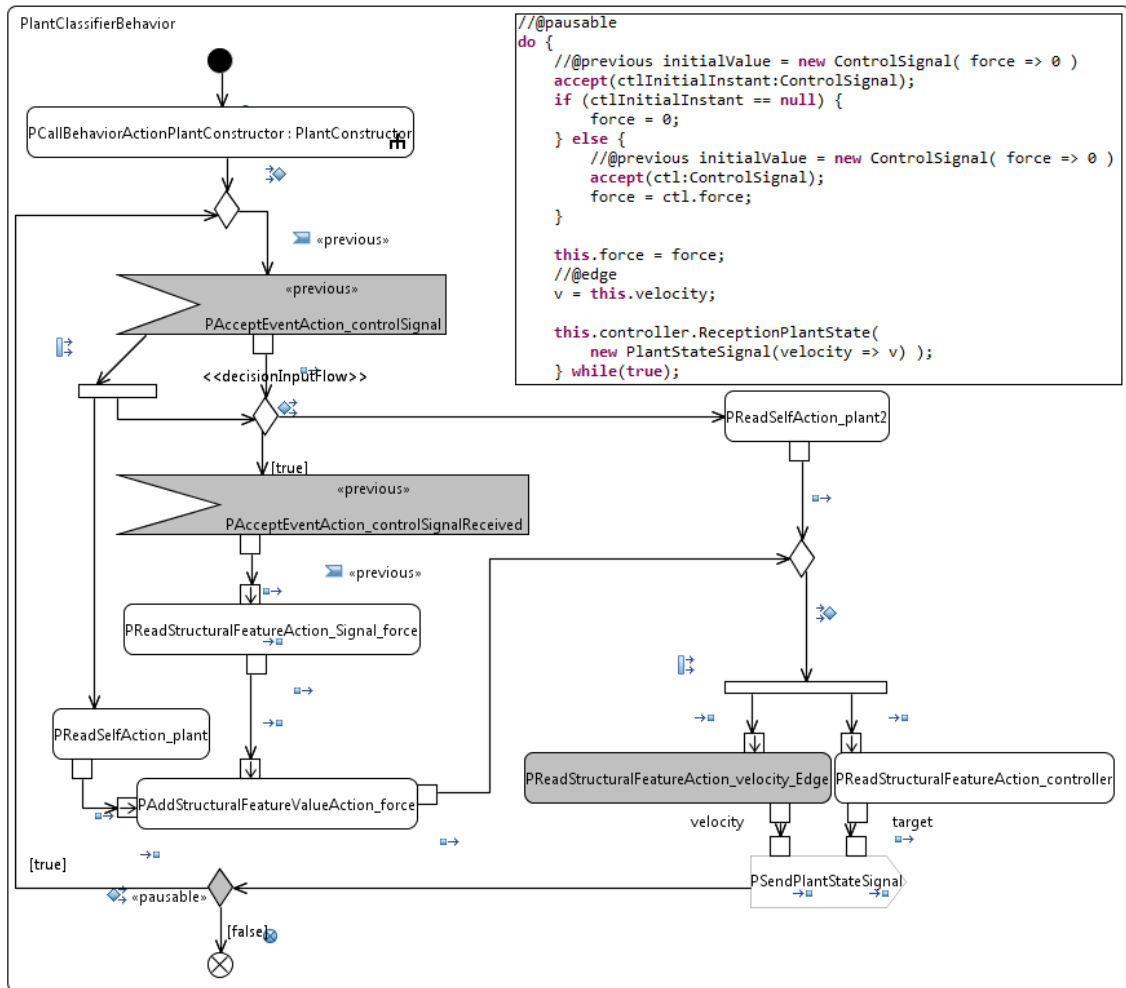 PlantClassifierBehavior
//@pausable
do {
    //@previous initialValue = new ControlSignal( force => 0 )
    accept(ctlInitialInstant:ControlSignal);
    if (ctlInitialInstant == null) {
        force = 0;
    } else {
        //@previous initialValue = new ControlSignal( force => 0 )
        accept(ctl:ControlSignal);
        force = ctl.force;
    }
    this.force = force;
    //@edge
    v = this.velocity;
    this.controller.ReceptionPlantState(
        new PlantStateSignal(velocity => v) );
    } while(true);
PCallBehaviorActionPlantConstructor : PlantConstructor
«previous»
«previous»
PAcceptEventAction_controlSignal
<<decisionInputFlow>>
PReadSelfAction_plant2
[true]
«previous»
PAcceptEventAction_controlSignalReceived
«previous»
PReadStructuralFeatureAction_Signal_force
PReadSelfAction_plant
PAddStructuralFeatureValueAction_force
PReadStructuralFeatureAction_velocity_Edge
PReadStructuralFeatureAction_controller
velocity
target
[true]
PSendPlantStateSignal
«pausable»
[false]